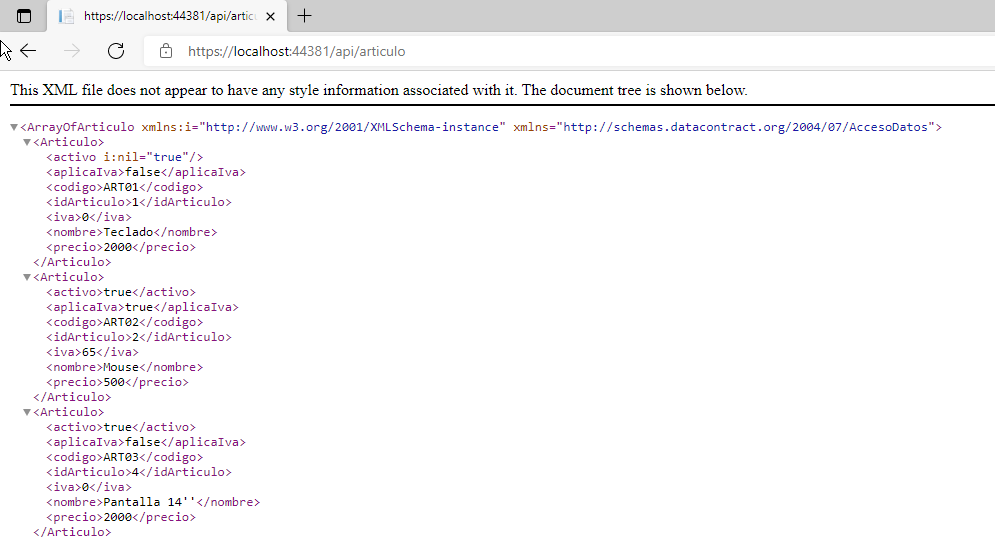 https://localhost:44381/api/artic
https://localhost:44381/api/articulo
This XML file does not appear to have any style information associated with it. The document tree is shown below.
<ArrayOfArticulo xmlns:i="http://www.w3.org/2001/XMLSchema-instance" xmlns="http://schemas.datacontract.org/2004/07/AccesoDatos">
<Articulo>
<activo i:nil="true"/>
<aplicaIva>false</aplicaIva>
<codigo>ART01</codigo>
<idArticulo>1</idArticulo>
<iva>0</iva>
<nombre>Teclado</nombre>
<precio>2000</precio>
</Articulo>
<Articulo>
<activo>true</activo>
<aplicaIva>true</aplicaIva>
<codigo>ART02</codigo>
<idArticulo>2</idArticulo>
<iva>65</iva>
<nombre>Mouse</nombre>
<precio>500</precio>
</Articulo>
<Articulo>
<activo>true</activo>
<aplicaIva>false</aplicaIva>
<codigo>ART03</codigo>
<idArticulo>4</idArticulo>
<iva>0</iva>
<nombre>Pantalla 14''</nombre>
<precio>2000</precio>
</Articulo>